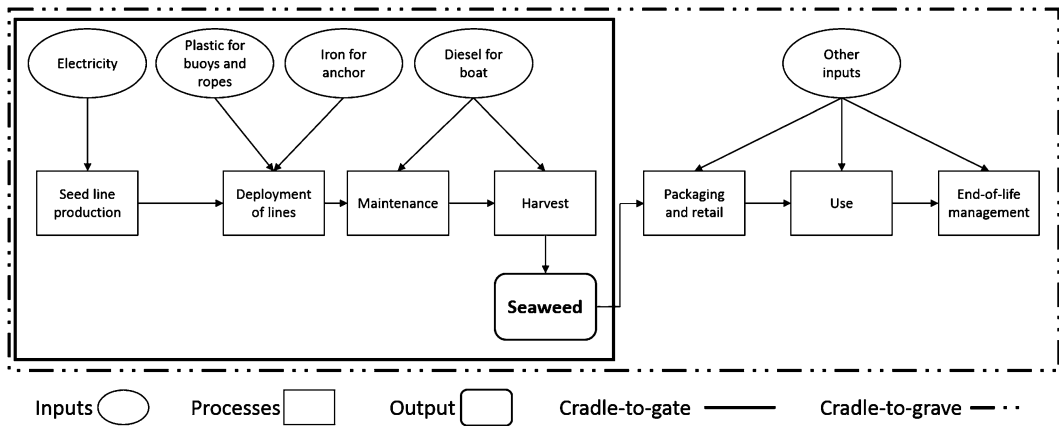 Electricity
Plastic for
buoys and
ropes
Iron for
anchor
Diesel for
boat
Other
inputs
Seed line
production
Deployment
of lines
Maintenance
Harvest
Packaging
and retail
Use
End-of-life
management
Seaweed
Inputs
Processes
Output
Cradle-to-gate
Cradle-to-grave